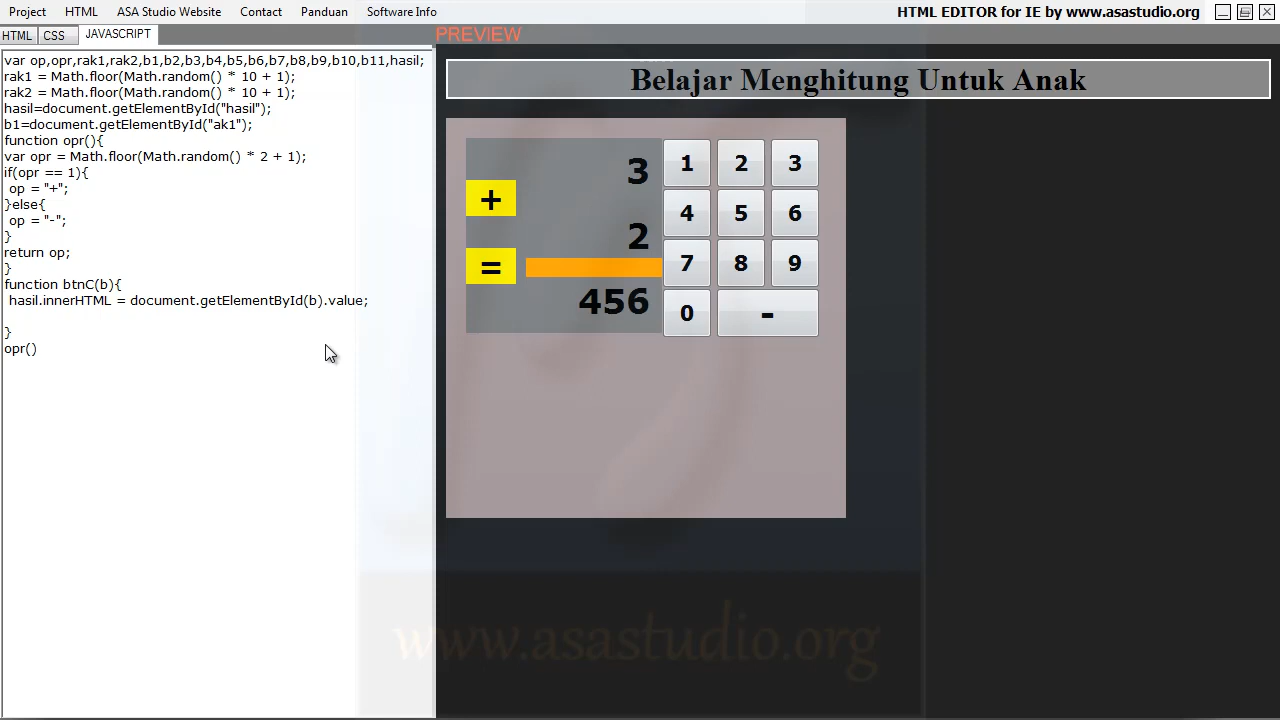 Project HTML ASA Studio Website Contact Panduan Software Info HTML EDITOR for IE by www.asastudio.org
HTML CSS JAVASCRIPT PREVIEW
var op,opr,rak1,rak2,b1,b2,b3,b4,b5,b6,b7,b8,b9,b10,b11,hasil;
rak1 = Math.floor(Math.random() * 10 + 1);
rak2 = Math.floor(Math.random() * 10 + 1);
hasil=document.getElementById("hasil");
b1=document.getElementById("ak1");
function opr(){
var opr = Math.floor(Math.random() * 2 + 1);
if(opr == 1){
op = "+";
}else{
op = "-";
}
return op;
}
function btnC(b){
hasil.innerHTML = document.getElementById(b).value;
}
opr()
Belajar Menghitung Untuk Anak
3
+
2
=
456
1 2 3
4 5 6
7 8 9
0 -
www.asastudio.org